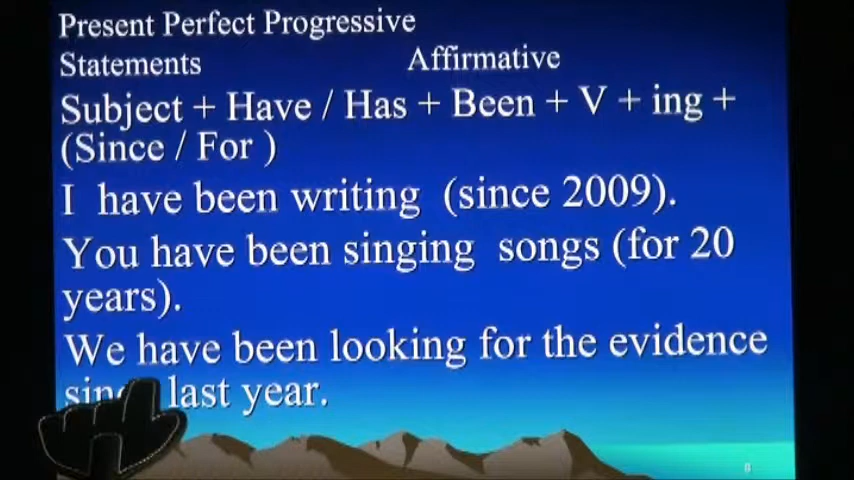 Present Perfect Progressive
Statements Affirmative
Subject + Have / Has + Been + V + ing +
(Since / For )
I have been writing (since 2009).
You have been singing songs (for 20
years).
We have been looking for the evidence
last year.
8